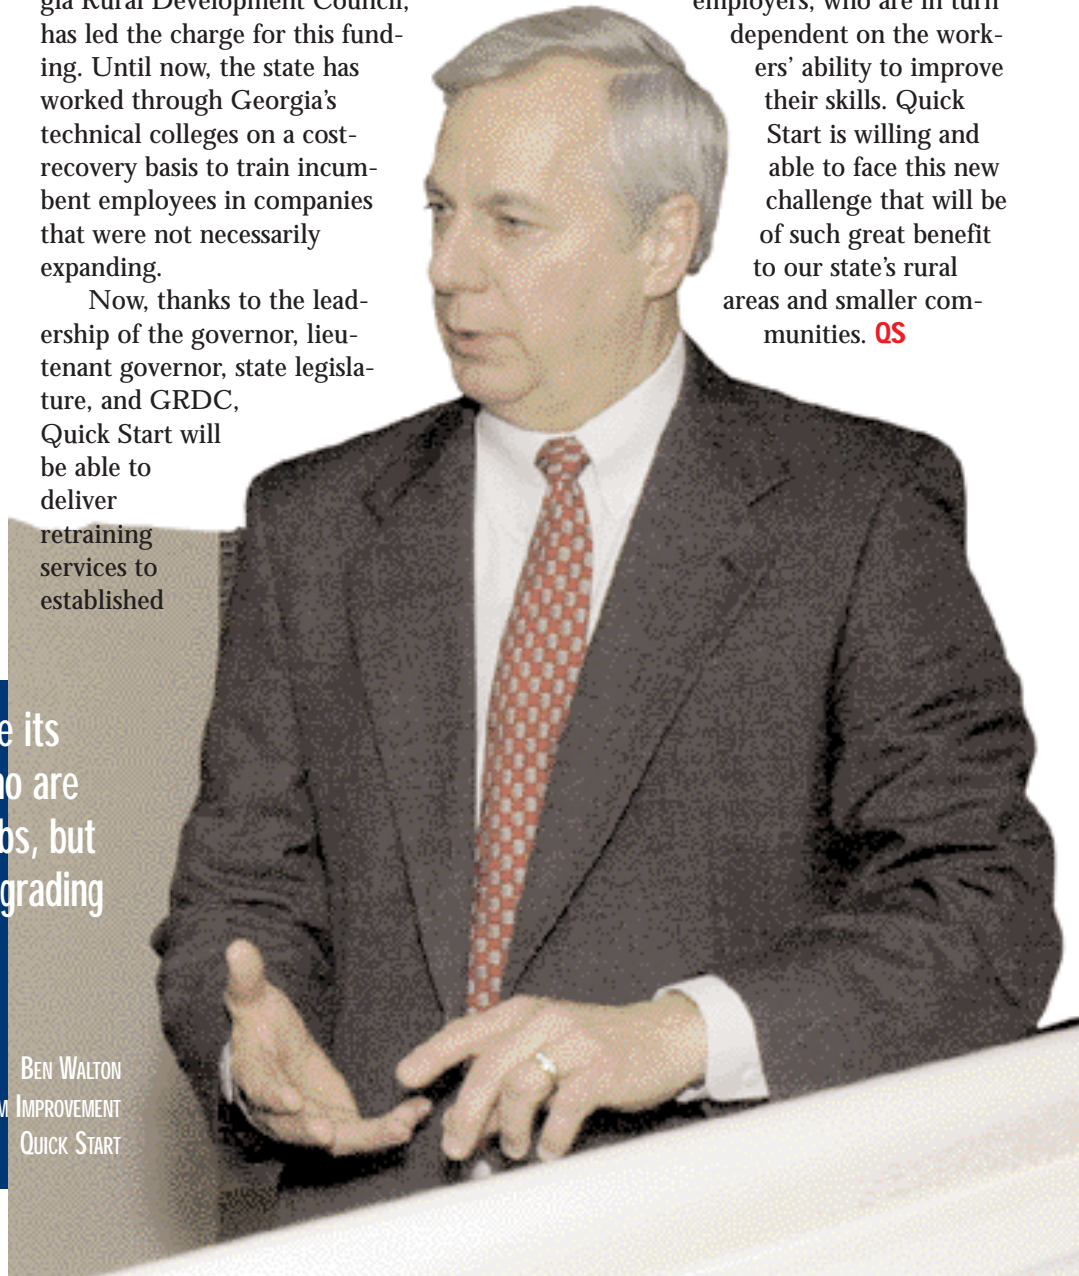 gia Rural Development Council,
has led the charge for this fund-
ing. Until now, the state has
worked through Georgia's
technical colleges on a cost-
recovery basis to train incum-
bent employees in companies
that were not necessarily
expanding.
Now, thanks to the lead-
ership of the governor, lieu-
tenant governor, state legisla-
ture, and GRDC,
Quick Start will
be able to
deliver
retraining
services to
established
employers, who are in turn
dependent on the work-
ers' ability to improve
their skills. Quick
Start is willing and
able to face this new
challenge that will be
of such great benefit
to our state's rural
areas and smaller com-
munities. QS
its
are
but
BEN WALTON
IMPROVEMENT
QUICK START